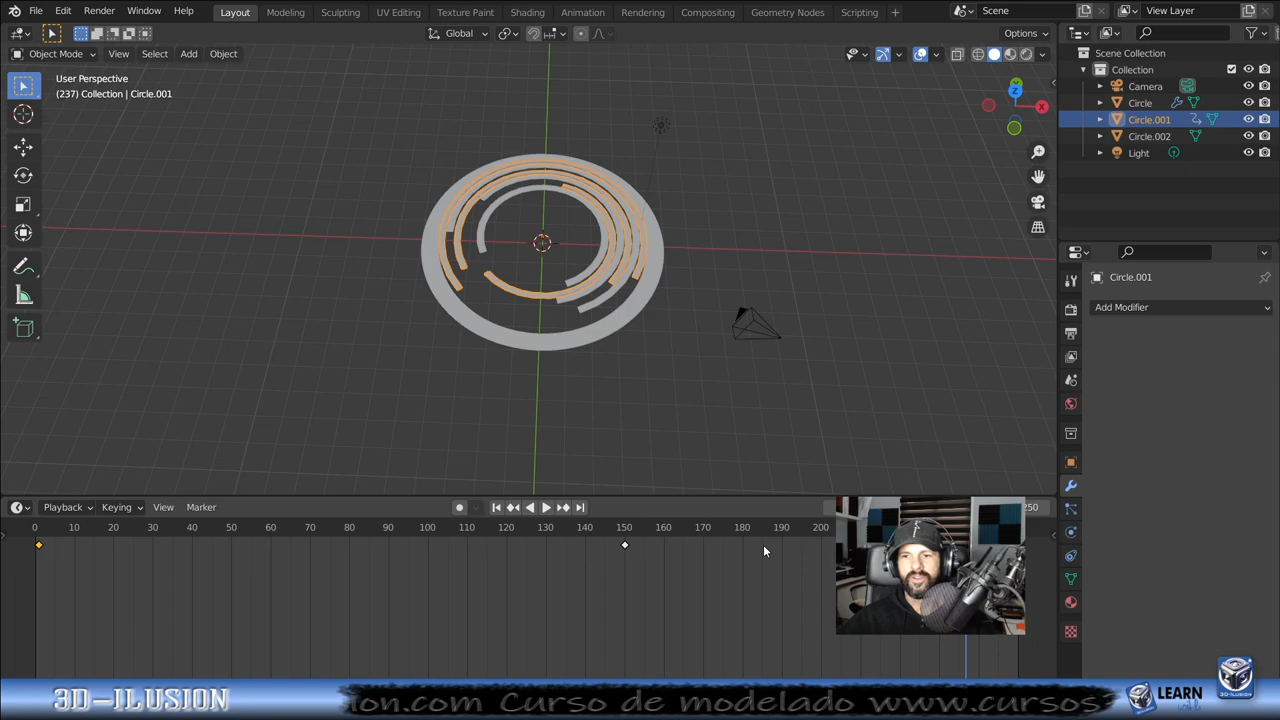 File Edit Render Window Help Layout Modeling Sculpting UV Editing Texture Paint Shading Animation Rendering Compositing Geometry Nodes Scripting + Scene View Layer
Global Options
Object Mode View Select Add Object
User Perspective
(237) Collection | Circle.001
Z
X
Scene Collection
Collection
Camera
Circle
Circle.001
Circle.002
Light
Circle.001
Add Modifier
Playback Keying View Marker 250
0 10 20 30 40 50 60 70 80 90 100 110 120 130 140 150 160 170 180 190 200
3D-ILUSION ion.com Curso de modelado www.cursos LEARN